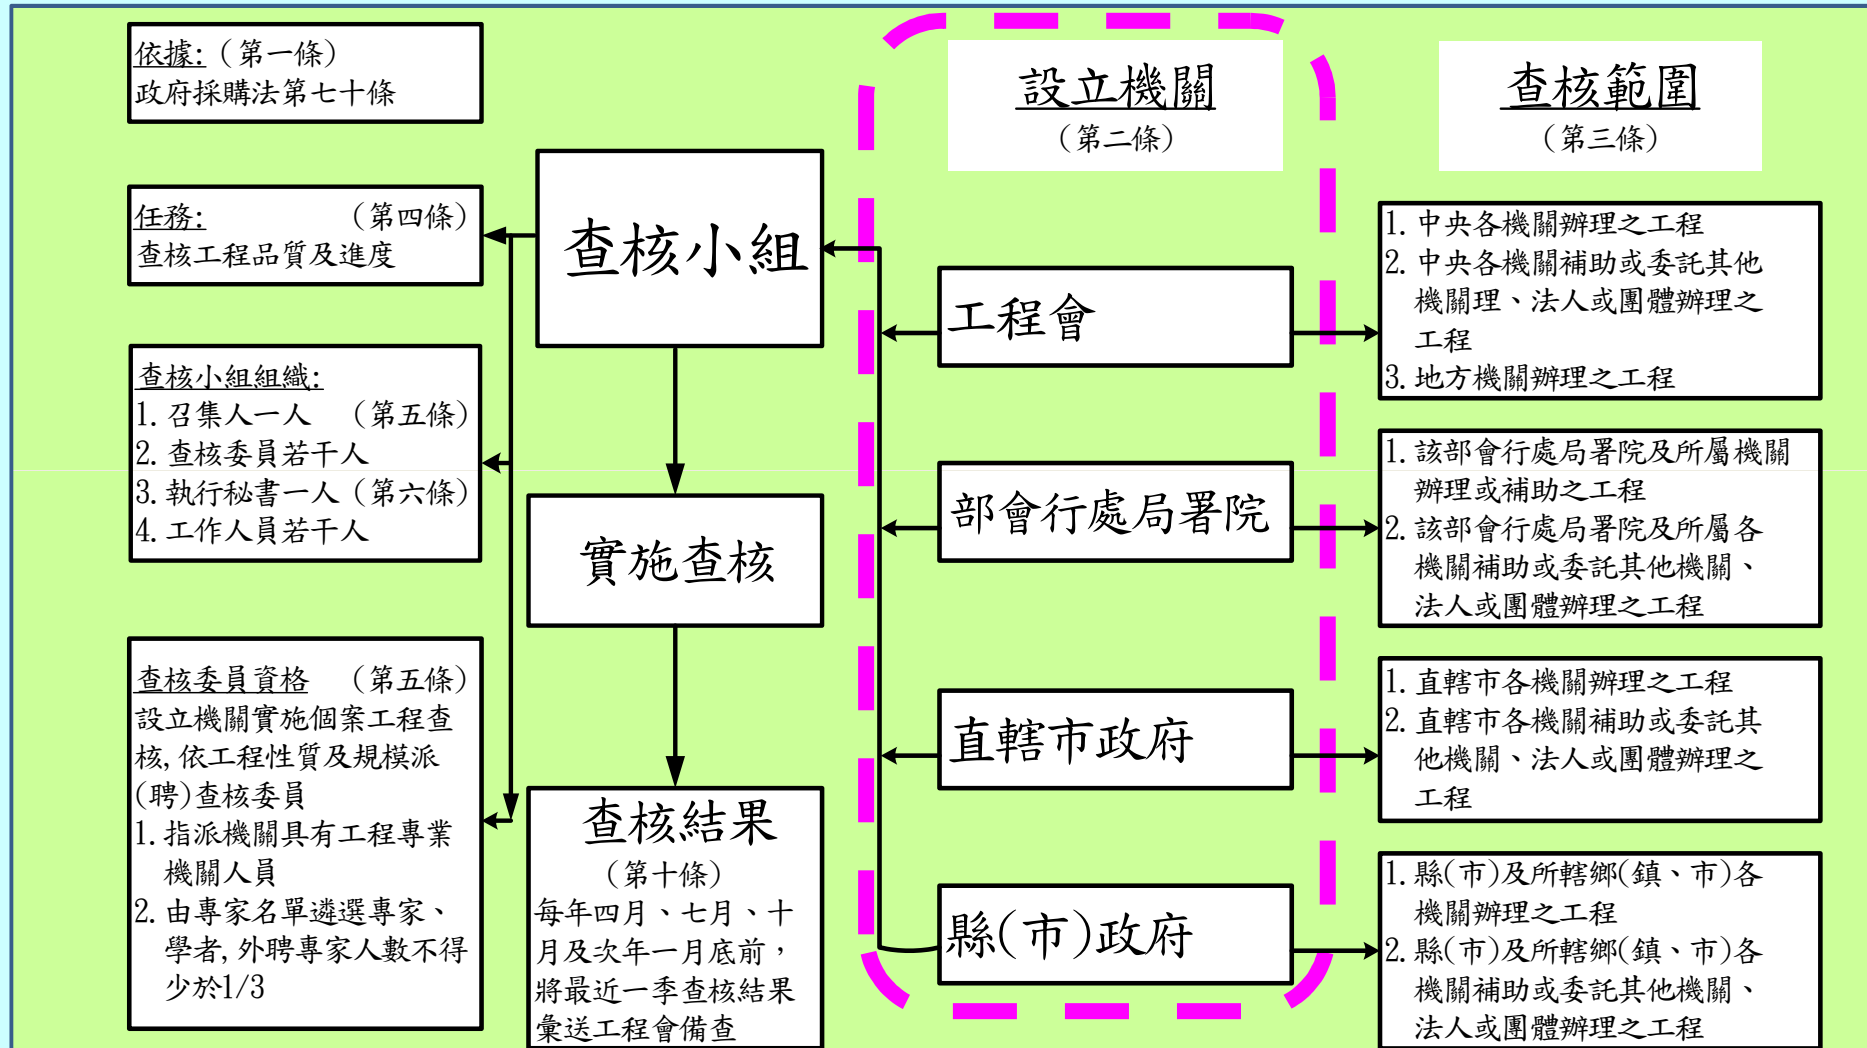 依據:（第一條）
政府採購法第七十條
任務:（第四條）
查核工程品質及進度
查核小組組織:
1.召集人一人（第五條）
2.查核委員若干人
3.執行秘書一人（第六條）
4.工作人員若干人
查核委員資格（第五條）
設立機關實施個案工程查
核,依工程性質及規模派
(聘)查核委員
1.指派機關具有工程專業
機關人員
2.由專家名單遴選專家、
學者,外聘專家人數不得
少於1/3
查核小組
實施查核
查核結果
（第十條）
每年四月、七月、十
月及次年一月底前，
將最近一季查核結果
彙送工程會備查
設立機關
（第二條）
工程會
部會行處局署院
直轄市政府
縣(市)政府
查核範圍
（第三條）
1.中央各機關辦理之工程
2.中央各機關補助或委託其他
機關理、法人或團體辦理之
工程
3.地方機關辦理之工程
1.該部會行處局署院及所屬機關
辦理或補助之工程
2.該部會行處局署院及所屬各
機關補助或委託其他機關、
法人或團體辦理之工程
1.直轄市各機關辦理之工程
2.直轄市各機關補助或委託其
他機關、法人或團體辦理之
工程
1.縣(市)及所轄鄉(鎮、市)各
機關辦理之工程
2.縣(市)及所轄鄉(鎮、市)各
機關補助或委託其他機關、
法人或團體辦理之工程